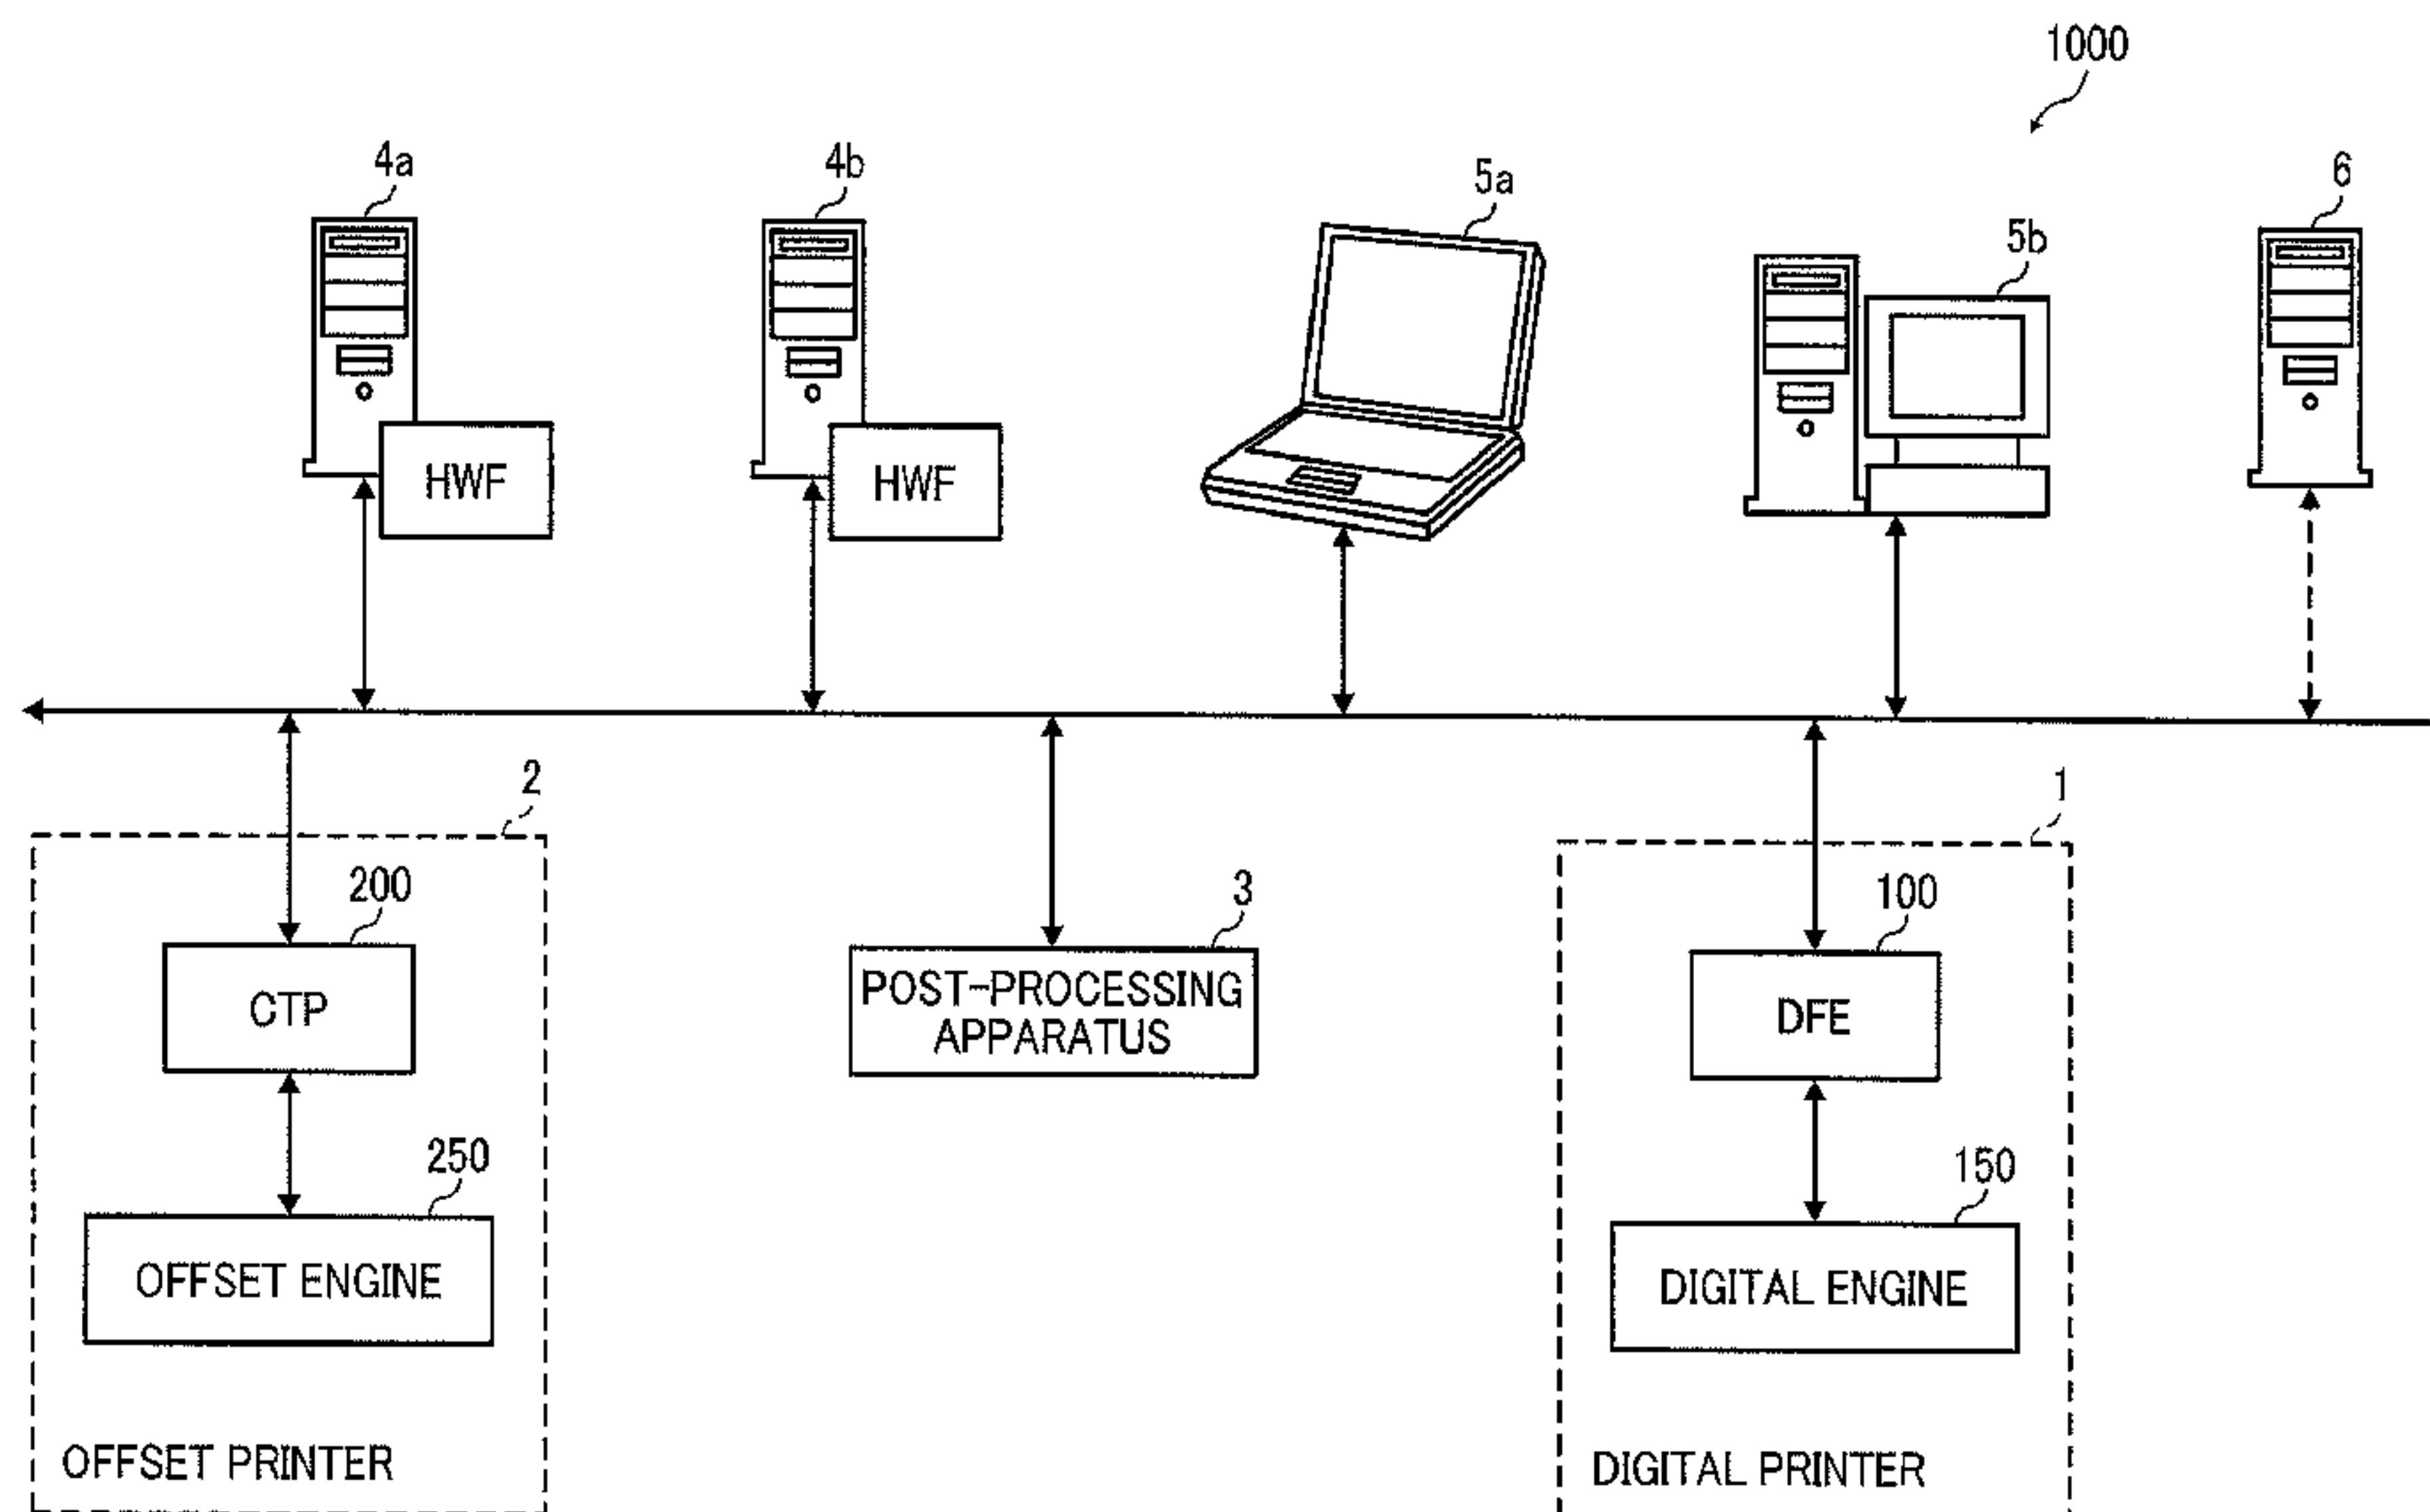 1000
4a
4b
5a
6
5b
HWF
HWF
2
1
200
3
100
CTP
POST-PROCESSING
APPARATUS
DFE
250
150
OFFSET ENGINE
DIGITAL ENGINE
OFFSET PRINTER
DIGITAL PRINTER